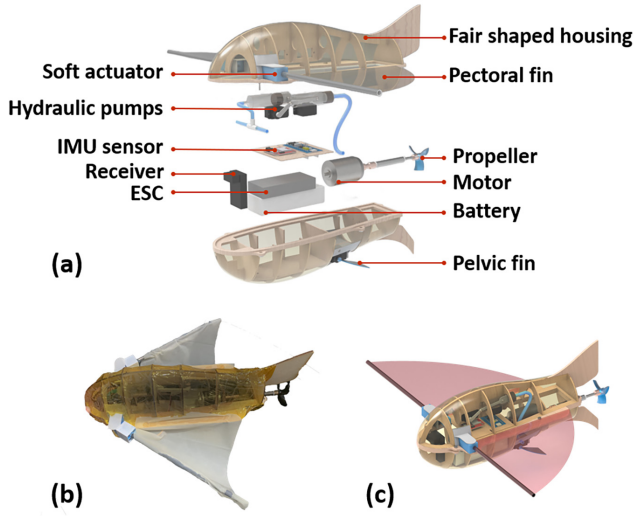 Fair shaped housing
Soft actuator
Pectoral fin
Hydraulic pumps
IMU sensor
Propeller
Receiver
Motor
ESC
Battery
(a)
Pelvic fin
(b)
(c)